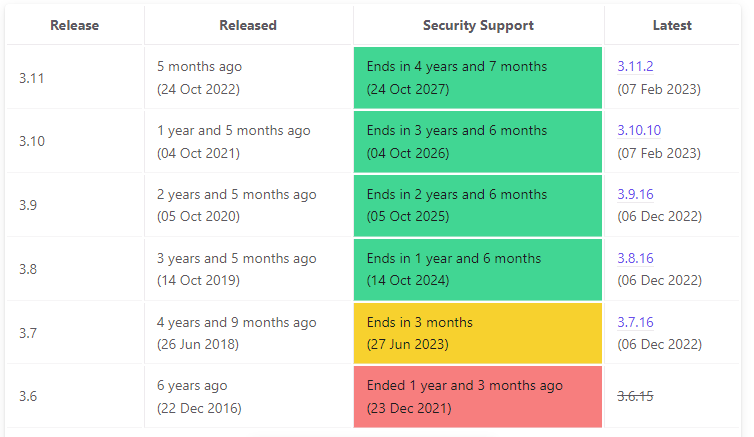 Release Released Security Support Latest
3.11 5 months ago Ends in 4 years and 7 months 3.11.2
(24 Oct 2022) (24 Oct 2027) (07 Feb 2023)
3.10 1 year and 5 months ago Ends in 3 years and 6 months 3.10.10
(04 Oct 2021) (04 Oct 2026) (07 Feb 2023)
3.9 2 years and 5 months ago Ends in 2 years and 6 months 3.9.16
(05 Oct 2020) (05 Oct 2025) (06 Dec 2022)
3.8 3 years and 5 months ago Ends in 1 year and 6 months 3.8.16
(14 Oct 2019) (14 Oct 2024) (06 Dec 2022)
3.7 4 years and 9 months ago Ends in 3 months 3.7.16
(26 Jun 2018) (27 Jun 2023) (06 Dec 2022)
3.6 6 years ago Ended 1 year and 3 months ago 3.6.15
(22 Dec 2016) (23 Dec 2021)